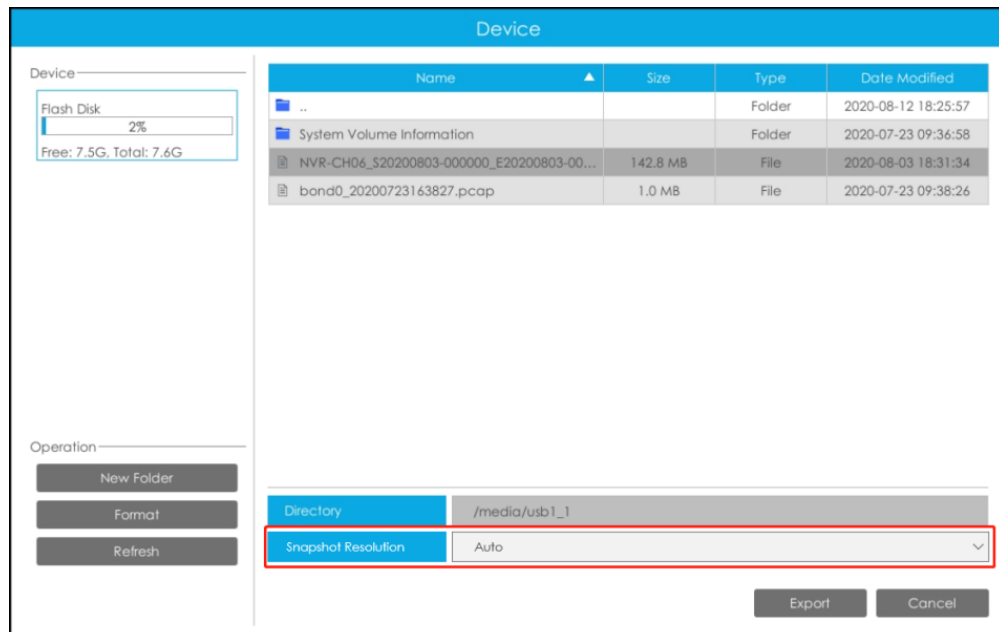 Device
Device
Flash Disk
2%
Free: 7.5G, Total: 7.6G
Name Size Type Date Modified
.. Folder 2020-08-12 18:25:57
System Volume Information Folder 2020-07-23 09:36:58
NVR-CH06_S20200803-000000_E20200803-00... 142.8 MB File 2020-08-03 18:31:34
bond0_20200723163827.pcap 1.0 MB File 2020-07-23 09:38:26
Operation
New Folder
Format
Refresh
Directory /media/usb1_1
Snapshot Resolution Auto
Export Cancel